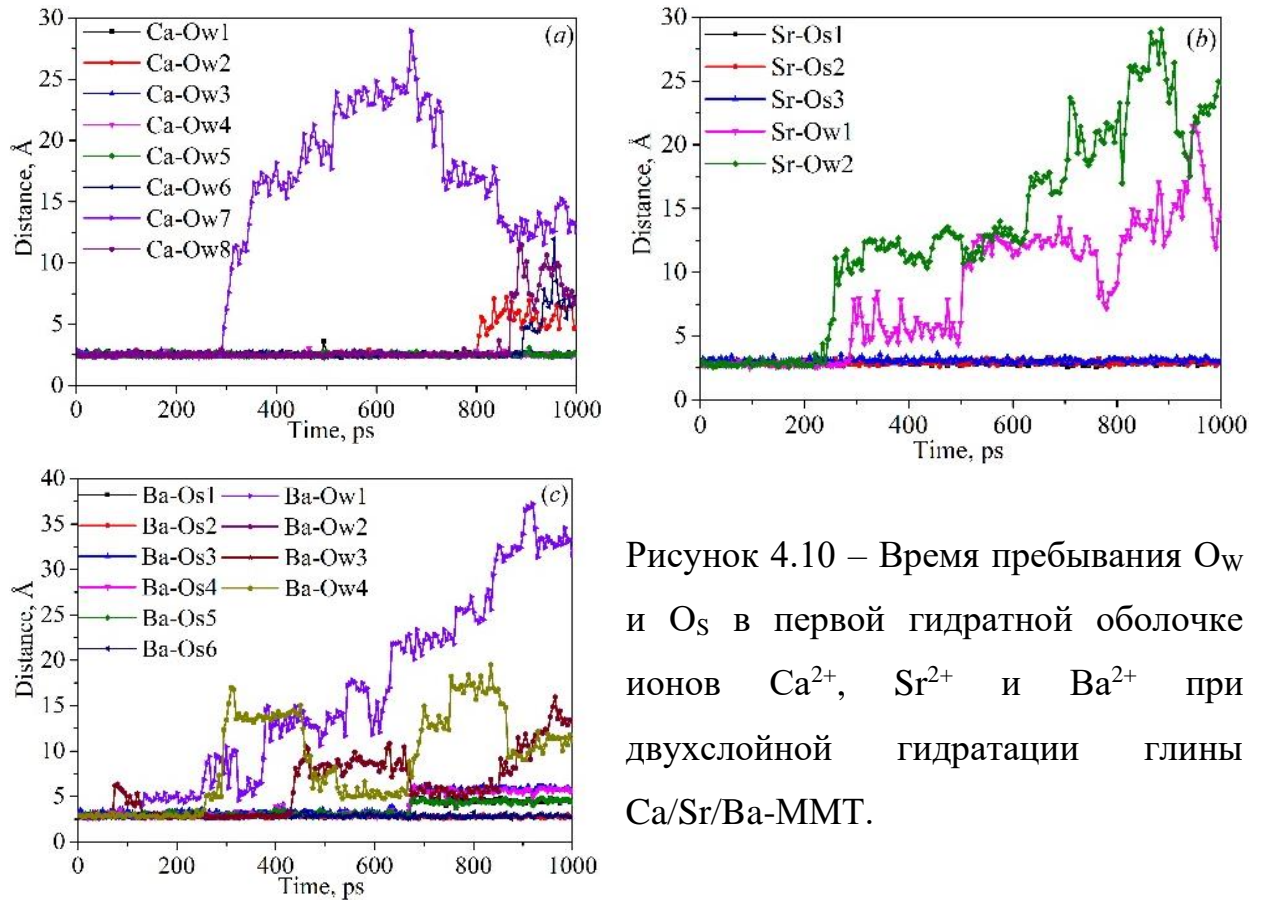 30
25
20
15
10
5
0
Distance, Å
Ca-Ow1
Ca-Ow2
Ca-Ow3
Ca-Ow4
Ca-Ow5
Ca-Ow6
Ca-Ow7
Ca-Ow8
(a)
0 200 400 600 800 1000
Time, ps
30
25
20
15
10
5
0
Distance, Å
Sr-Os1
Sr-Os2
Sr-Os3
Sr-Ow1
Sr-Ow2
(b)
0 200 400 600 800 1000
Time, ps
40
35
30
25
20
15
10
5
0
Distance, Å
Ba-Os1 Ba-Ow1
Ba-Os2 Ba-Ow2
Ba-Os3 Ba-Ow3
Ba-Os4 Ba-Ow4
Ba-Os5
Ba-Os6
(c)
0 200 400 600 800 1000
Time, ps
Рисунок 4.10 – Время пребывания Ow
и Os в первой гидратной оболочке
ионов Ca²⁺, Sr²⁺ и Ba²⁺ при
двухслойной гидратации глины
Ca/Sr/Ba-MMT.